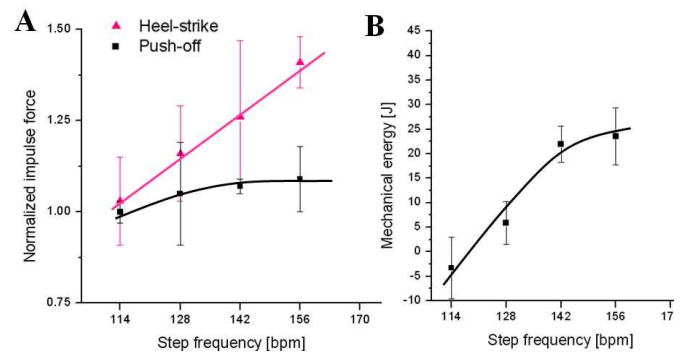 A
Heel-strike
Push-off
Normalized impulse force
1.50
1.25
1.00
0.75
114 128 142 156 170
Step frequency [bpm]
B
Mechanical energy [J]
45
40
35
30
25
20
15
10
5
0
-5
-10
114 128 142 156 17
Step frequency [bpm]